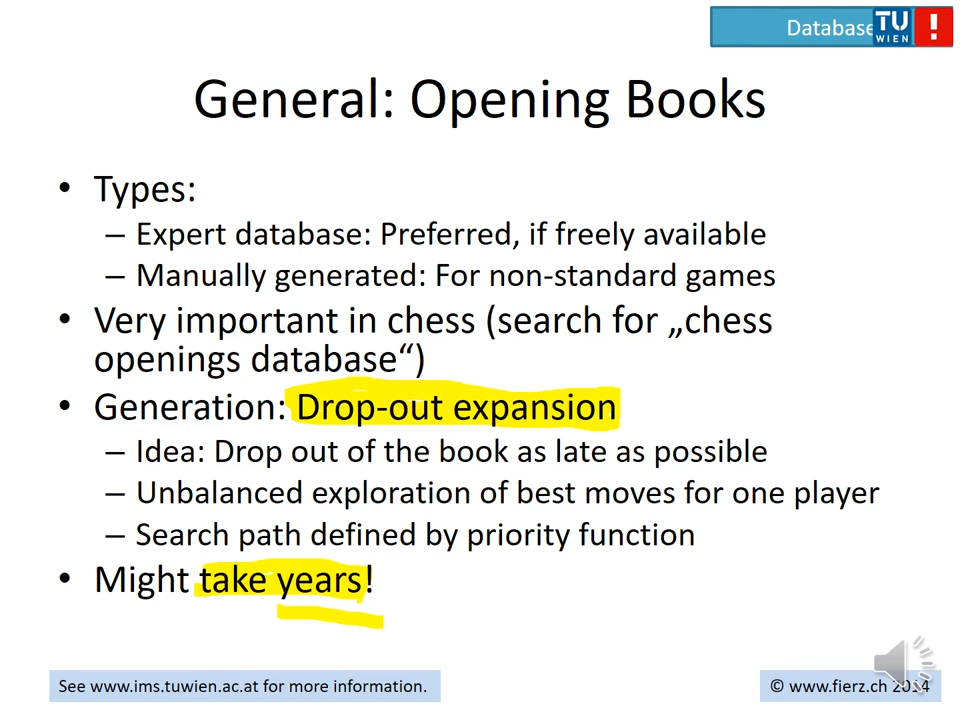 Database
TU
WIEN
!
General: Opening Books
• Types:
– Expert database: Preferred, if freely available
– Manually generated: For non-standard games
• Very important in chess (search for „chess
openings database“)
• Generation: Drop-out expansion
– Idea: Drop out of the book as late as possible
– Unbalanced exploration of best moves for one player
– Search path defined by priority function
• Might take years!
See www.ims.tuwien.ac.at for more information.
© www.fierz.ch 2014